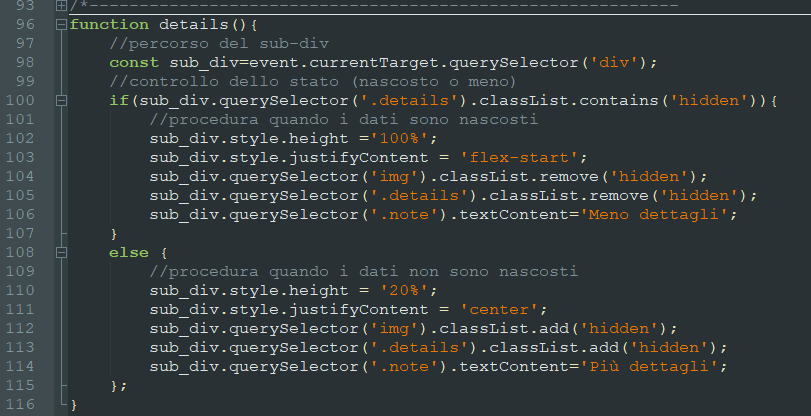 93 /*-----------------------------------------------------------
96 function details(){
97     //percorso del sub-div
98     const sub_div=event.currentTarget.querySelector('div');
99     //controllo dello stato (nascosto o meno)
100     if(sub_div.querySelector('.details').classList.contains('hidden')){
101         //procedura quando i dati sono nascosti
102         sub_div.style.height ='100%';
103         sub_div.style.justifyContent = 'flex-start';
104         sub_div.querySelector('img').classList.remove('hidden');
105         sub_div.querySelector('.details').classList.remove('hidden');
106         sub_div.querySelector('.note').textContent='Meno dettagli';
107     }
108     else {
109         //procedura quando i dati non sono nascosti
110         sub_div.style.height = '20%';
111         sub_div.style.justifyContent = 'center';
112         sub_div.querySelector('img').classList.add('hidden');
113         sub_div.querySelector('.details').classList.add('hidden');
114         sub_div.querySelector('.note').textContent='Più dettagli';
115     };
116 }